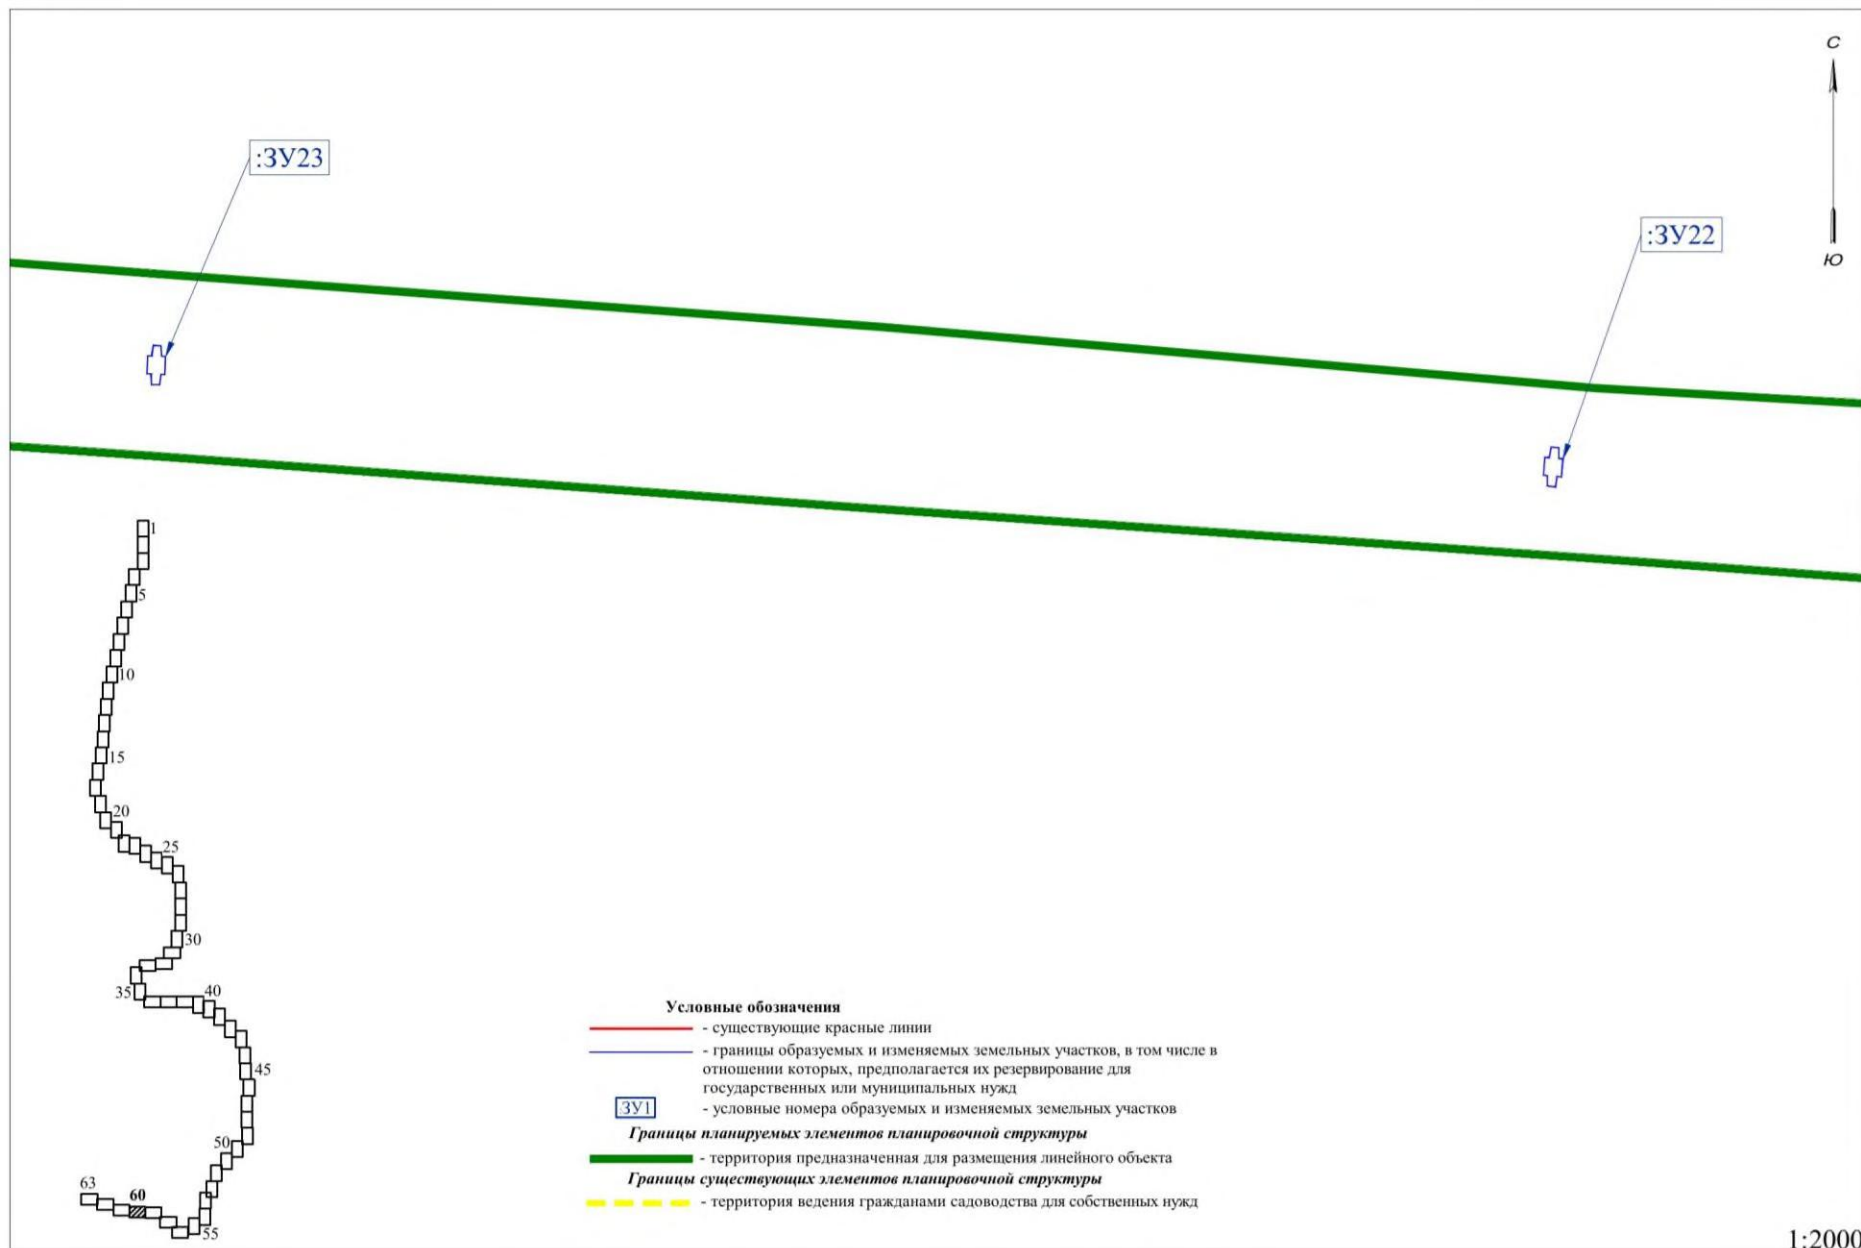 С
:ЗУ23
:ЗУ22
Ю
1
5
10
15
20
25
30
35
40
45
50
55
60
63
Условные обозначения
- существующие красные линии
- границы образуемых и изменяемых земельных участков, в том числе в
отношении которых, предполагается их резервирование для
государственных или муниципальных нужд
:ЗУ1 - условные номера образуемых и изменяемых земельных участков
Границы планируемых элементов планировочной структуры
- территория предназначенная для размещения линейного объекта
Границы существующих элементов планировочной структуры
- территория ведения гражданами садоводства для собственных нужд
1:2000